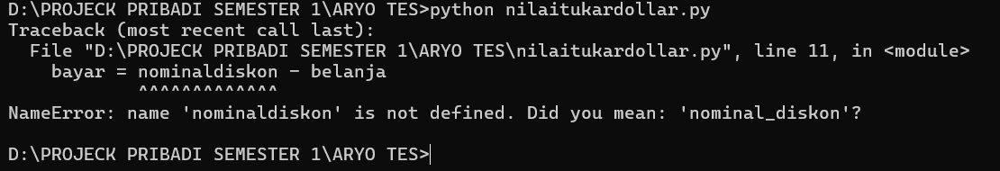 D:\PROJECK PRIBADI SEMESTER 1\ARYO TES>python nilaitukardollar.py
Traceback (most recent call last):
  File "D:\PROJECK PRIBADI SEMESTER 1\ARYO TES\nilaitukardollar.py", line 11, in <module>
    bayar = nominaldiskon - belanja
            ^^^^^^^^^^^^^
NameError: name 'nominaldiskon' is not defined. Did you mean: 'nominal_diskon'?
D:\PROJECK PRIBADI SEMESTER 1\ARYO TES>